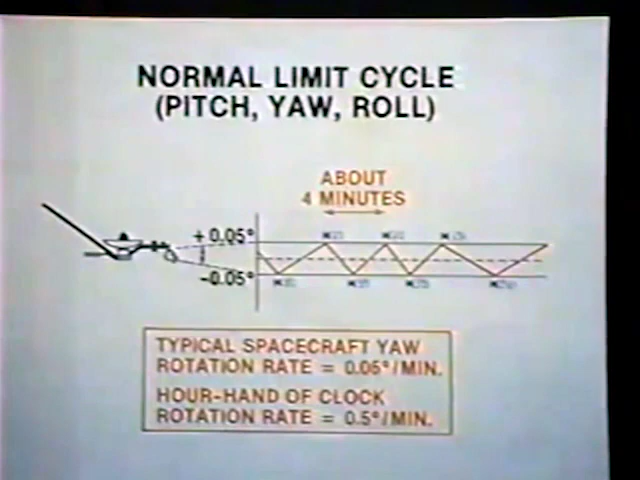 NORMAL LIMIT CYCLE
(PITCH, YAW, ROLL)
ABOUT
4 MINUTES
+0.05°
-0.05°
TYPICAL SPACECRAFT YAW
ROTATION RATE = 0.05°/MIN.
HOUR-HAND OF CLOCK
ROTATION RATE = 0.5°/MIN.